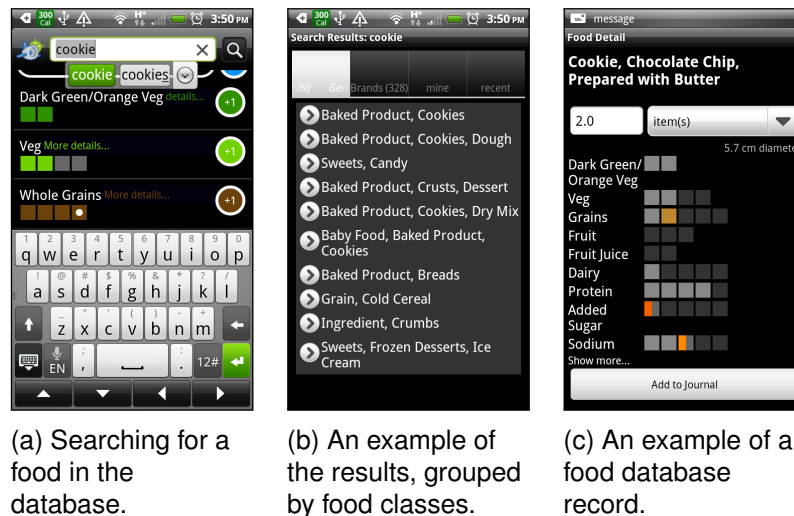 300
Cal
H
3:50 PM
cookie
cookie
cookies
Dark Green/Orange Veg details...
+1
Veg More details...
+1
Whole Grains More details...
+1
1 2 3 4 5 6 7 8 9 0
q w e r t y u i o p
! @ # $ % & * ? /
a s d f g h j k l
- ' " ( ) - + 
z x c v b n m
EN , . 12#
300
Cal
H
3:50 PM
Search Results: cookie
39) Gen
Brands (328)
mine
recent
Baked Product, Cookies
Baked Product, Cookies, Dough
Sweets, Candy
Baked Product, Crusts, Dessert
Baked Product, Cookies, Dry Mix
Baby Food, Baked Product,
Cookies
Baked Product, Breads
Grain, Cold Cereal
Ingredient, Crumbs
Sweets, Frozen Desserts, Ice
Cream
message
Food Detail
Cookie, Chocolate Chip,
Prepared with Butter
2.0
item(s)
5.7 cm diamete
Dark Green/
Orange Veg
Veg
Grains
Fruit
Fruit Juice
Dairy
Protein
Added
Sugar
Sodium
Show more...
Add to Journal
(a) Searching for a
food in the
database.
(b) An example of
the results, grouped
by food classes.
(c) An example of a
food database
record.